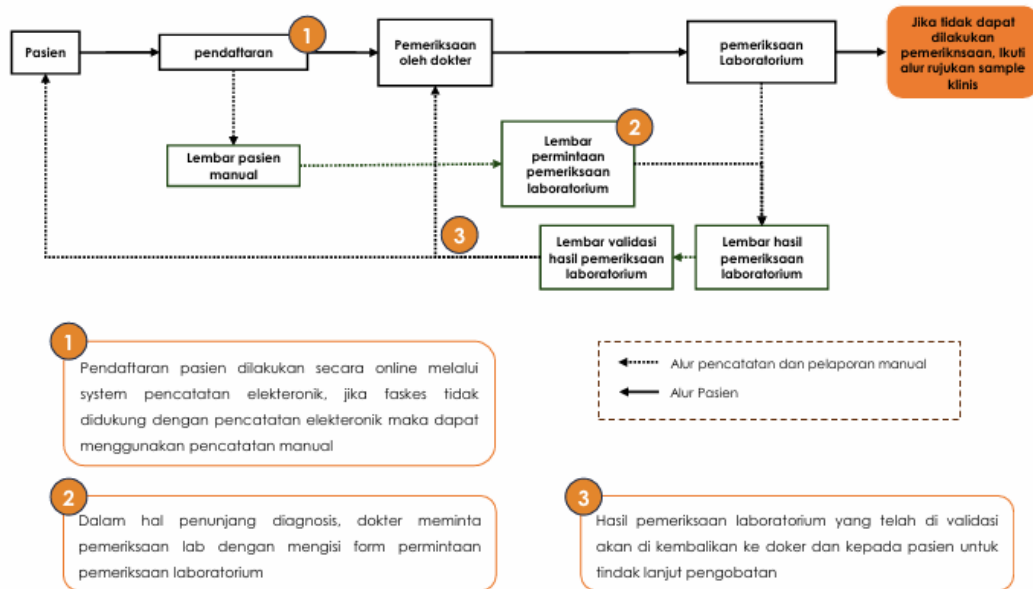 1
Pasien
pendaftaran
Pemeriksaan
oleh dokter
pemeriksaan
Laboratorium
Jika tidak dapat
dilakukan
pemeriknsaan, Ikuti
alur rujukan sample
klinis
Lembar pasien
manual
2
Lembar
permintaan
pemeriksaan
laboratorium
3
Lembar validasi
hasil pemeriksaan
laboratorium
Lembar hasil
pemeriksaan
laboratorium
1
Pendaftaran pasien dilakukan secara online melalui
system pencatatan elekteronik, jika faskes tidak
didukung dengan pencatatan elekteronik maka dapat
menggunakan pencatatan manual
Alur pencatatan dan pelaporan manual
Alur Pasien
2
Dalam hal penunjang diagnosis, dokter meminta
pemeriksaan lab dengan mengisi form permintaan
pemeriksaan laboratorium
3
Hasil pemeriksaan laboratorium yang telah di validasi
akan di kembalikan ke doker dan kepada pasien untuk
tindak lanjut pengobatan